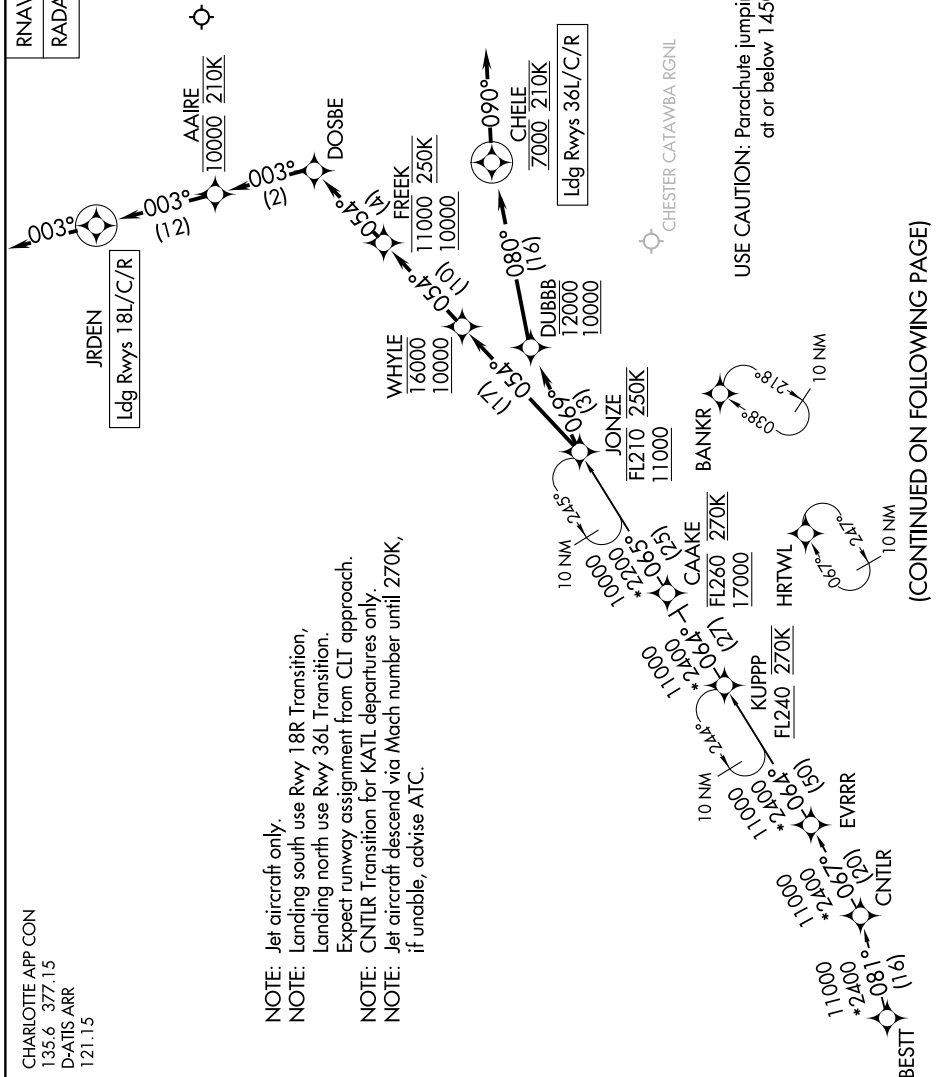 RNAV
RADA
CHARLOTTE APP CON
135.6 377.15
D-ATIS ARR
121.15
NOTE: Jet aircraft only.
NOTE: Landing south use Rwy 18R Transition,
Landing north use Rwy 36L Transition.
Expect runway assignment from CLT approach.
NOTE: CNTLR Transition for KATL departures only.
NOTE: Jet aircraft descend via Mach number until 270K,
if unable, advise ATC.
003°
JRDEN
Ldg Rwys 18L/C/R
003°
(12)
AAIRE
10000 210K
003°
(2)
DOSBE
054°
(4)
FREEK
11000 250K
10000
054°
(10)
WHYLE
16000
10000
054°
(17)
090°
CHELE
7000 210K
Ldg Rwys 36L/C/R
080°
(16)
DUBBB
12000
10000
069°
(3)
JONZE
FL210 250K
11000
10 NM
245°
10000
*2200
065°
(25)
CAAKE
FL260 270K
17000
11000
*2400
064°
(27)
KUPPP
FL240 270K
10 NM
244°
11000
*2400
064°
(50)
EVRRR
11000
*2400
067°
(20)
CNTLR
11000
*2400
081°
(16)
BESTT
BANKR
038°
218°
10 NM
HRTWL
067°
247°
10 NM
CHESTER CATAWBA RGNL
USE CAUTION: Parachute jumpi
at or below 1450
(CONTINUED ON FOLLOWING PAGE)